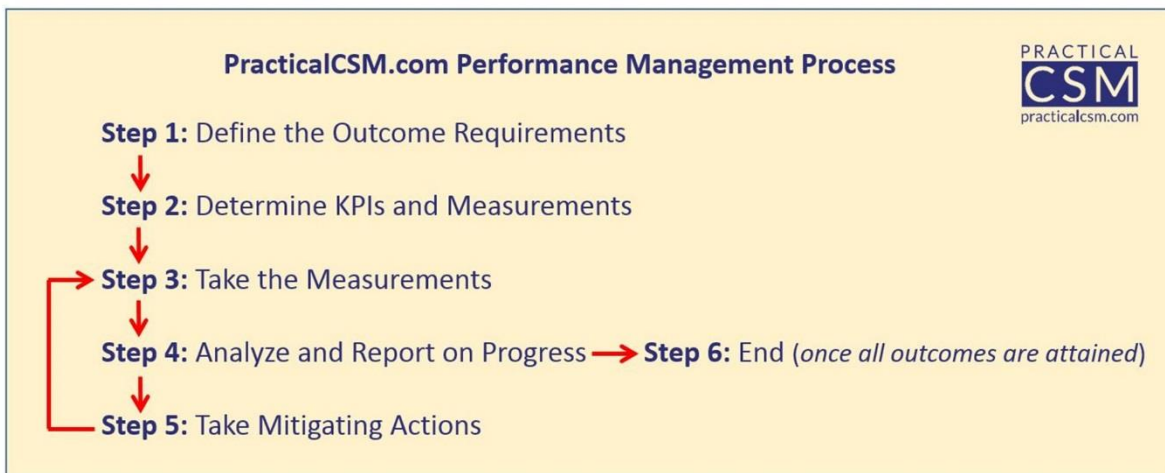 PracticalCSM.com Performance Management Process
PRACTICAL
CSM
practicalcsm.com
Step 1: Define the Outcome Requirements
Step 2: Determine KPIs and Measurements
Step 3: Take the Measurements
Step 4: Analyze and Report on Progress Step 6: End (once all outcomes are attained)
Step 5: Take Mitigating Actions